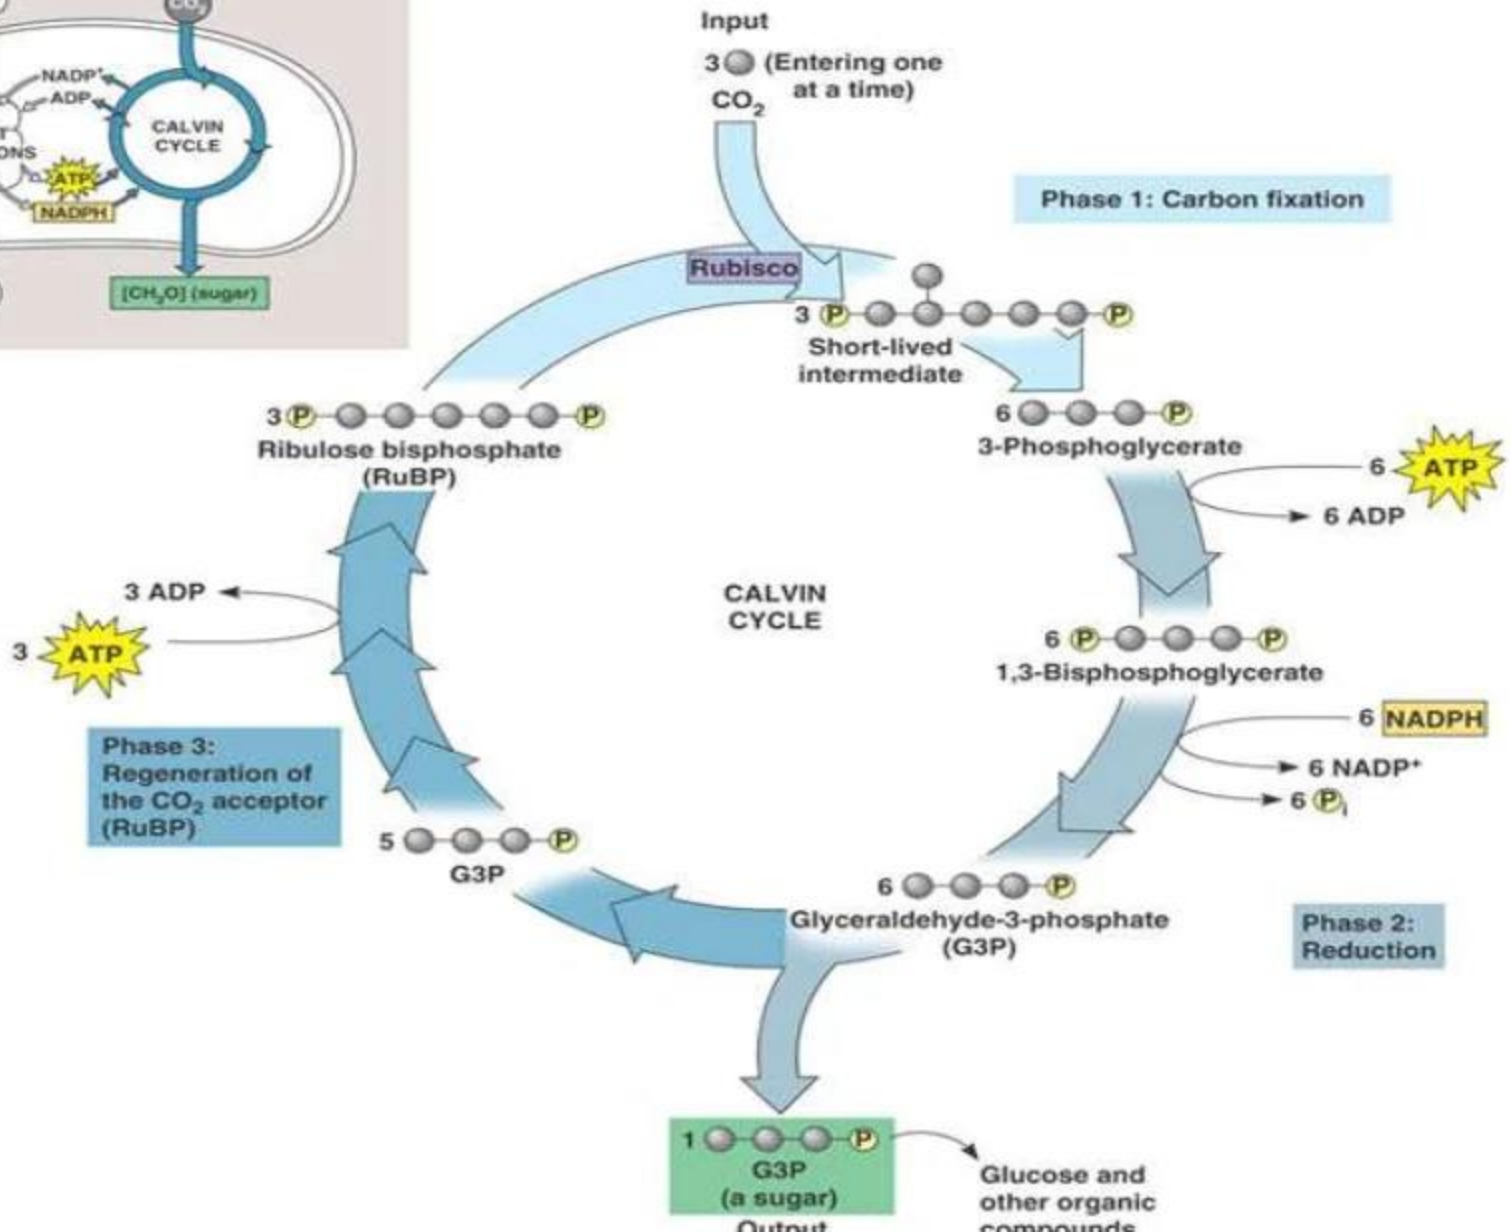 CO2
NADP+
ADP
CALVIN
CYCLE
ATP
NADPH
[CH2O] (sugar)
Input
3 (Entering one
at a time)
CO2
Phase 1: Carbon fixation
Rubisco
3 P P
Short-lived
intermediate
3 P P
Ribulose bisphosphate
(RuBP)
6 P
3-Phosphoglycerate
6 ATP
6 ADP
3 ADP
3 ATP
CALVIN
CYCLE
6 P P
1,3-Bisphosphoglycerate
6 NADPH
6 NADP+
6 Pi
Phase 3:
Regeneration of
the CO2 acceptor
(RuBP)
5 P
G3P
6 P
Glyceraldehyde-3-phosphate
(G3P)
Phase 2:
Reduction
1 P
G3P
(a sugar)
Output
Glucose and
other organic
compounds